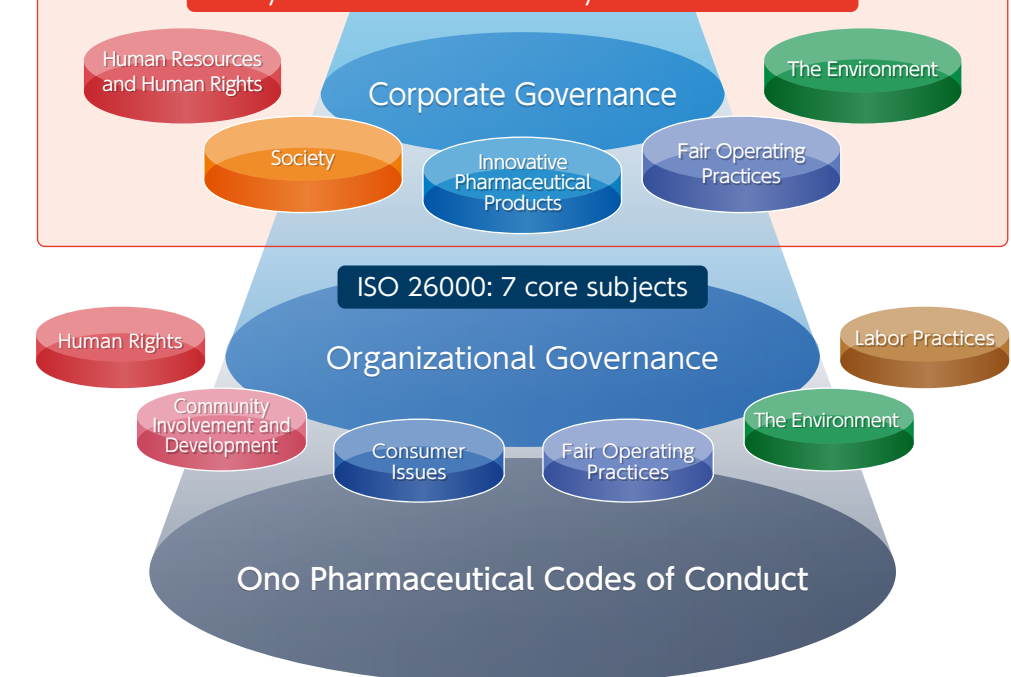 Corporate Governance
Human Resources
and Human Rights
The Environment
Society
Innovative
Pharmaceutical
Products
Fair Operating
Practices
ISO 26000: 7 core subjects
Organizational Governance
Human Rights
Labor Practices
Community
Involvement and
Development
Consumer
Issues
Fair Operating
Practices
The Environment
Ono Pharmaceutical Codes of Conduct